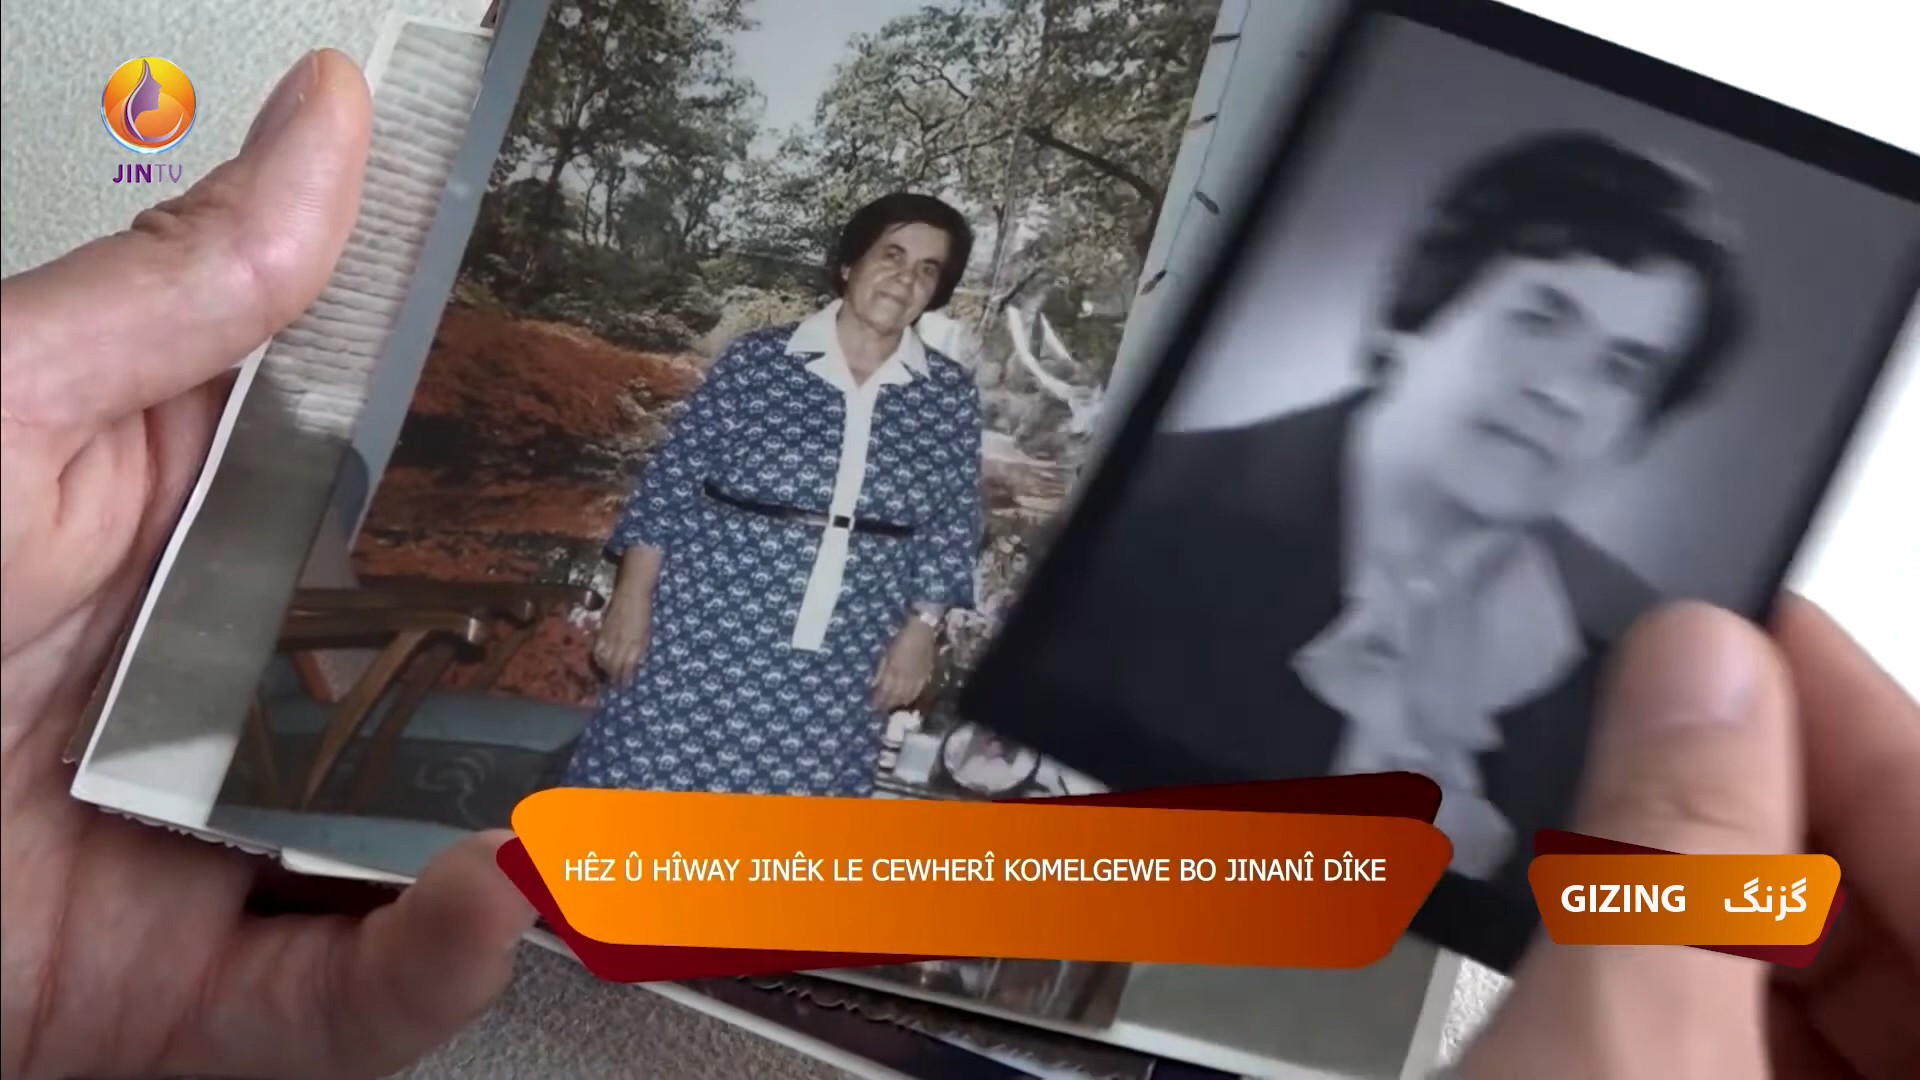 JINTV
HÊZ Û HÎWAY JINÊK LE CEWHERÎ KOMELGEWE BO JINANÎ DÎKE
GIZING گزنگ